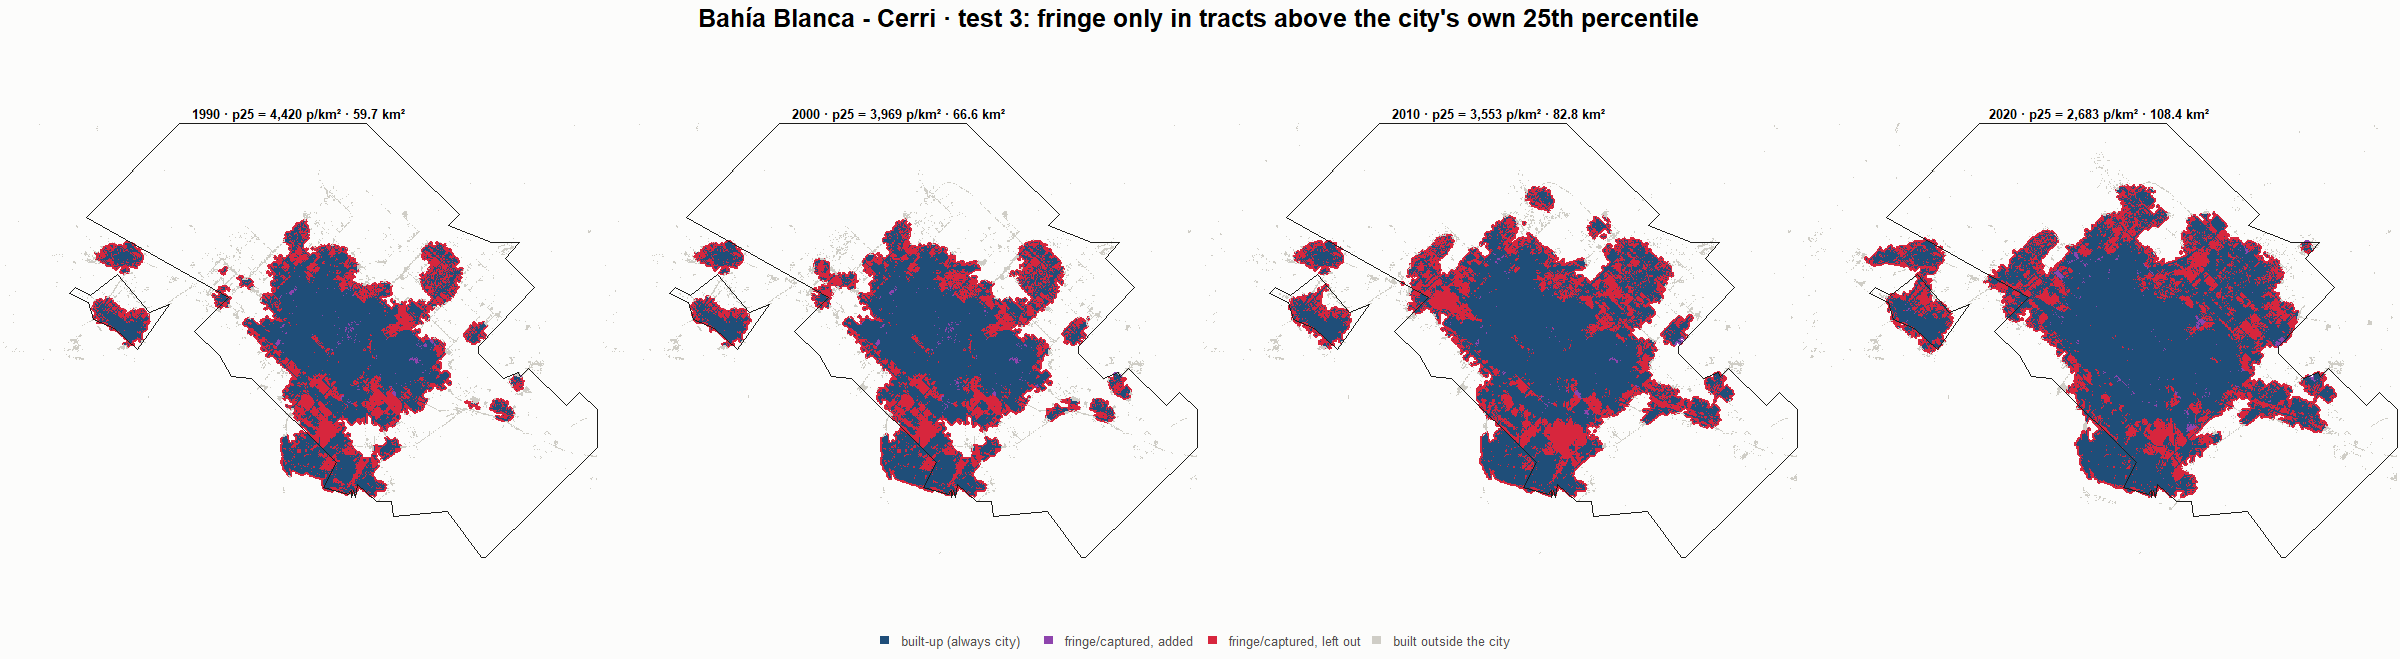 Bahía Blanca - Cerri · test 3: fringe only in tracts above the city's own 25th percentile
1990 · p25 = 4,420 p/km² · 59.7 km²
2000 · p25 = 3,969 p/km² · 66.6 km²
2010 · p25 = 3,553 p/km² · 82.8 km²
2020 · p25 = 2,683 p/km² · 108.4 km²
built-up (always city)
fringe/captured, added
fringe/captured, left out
built outside the city